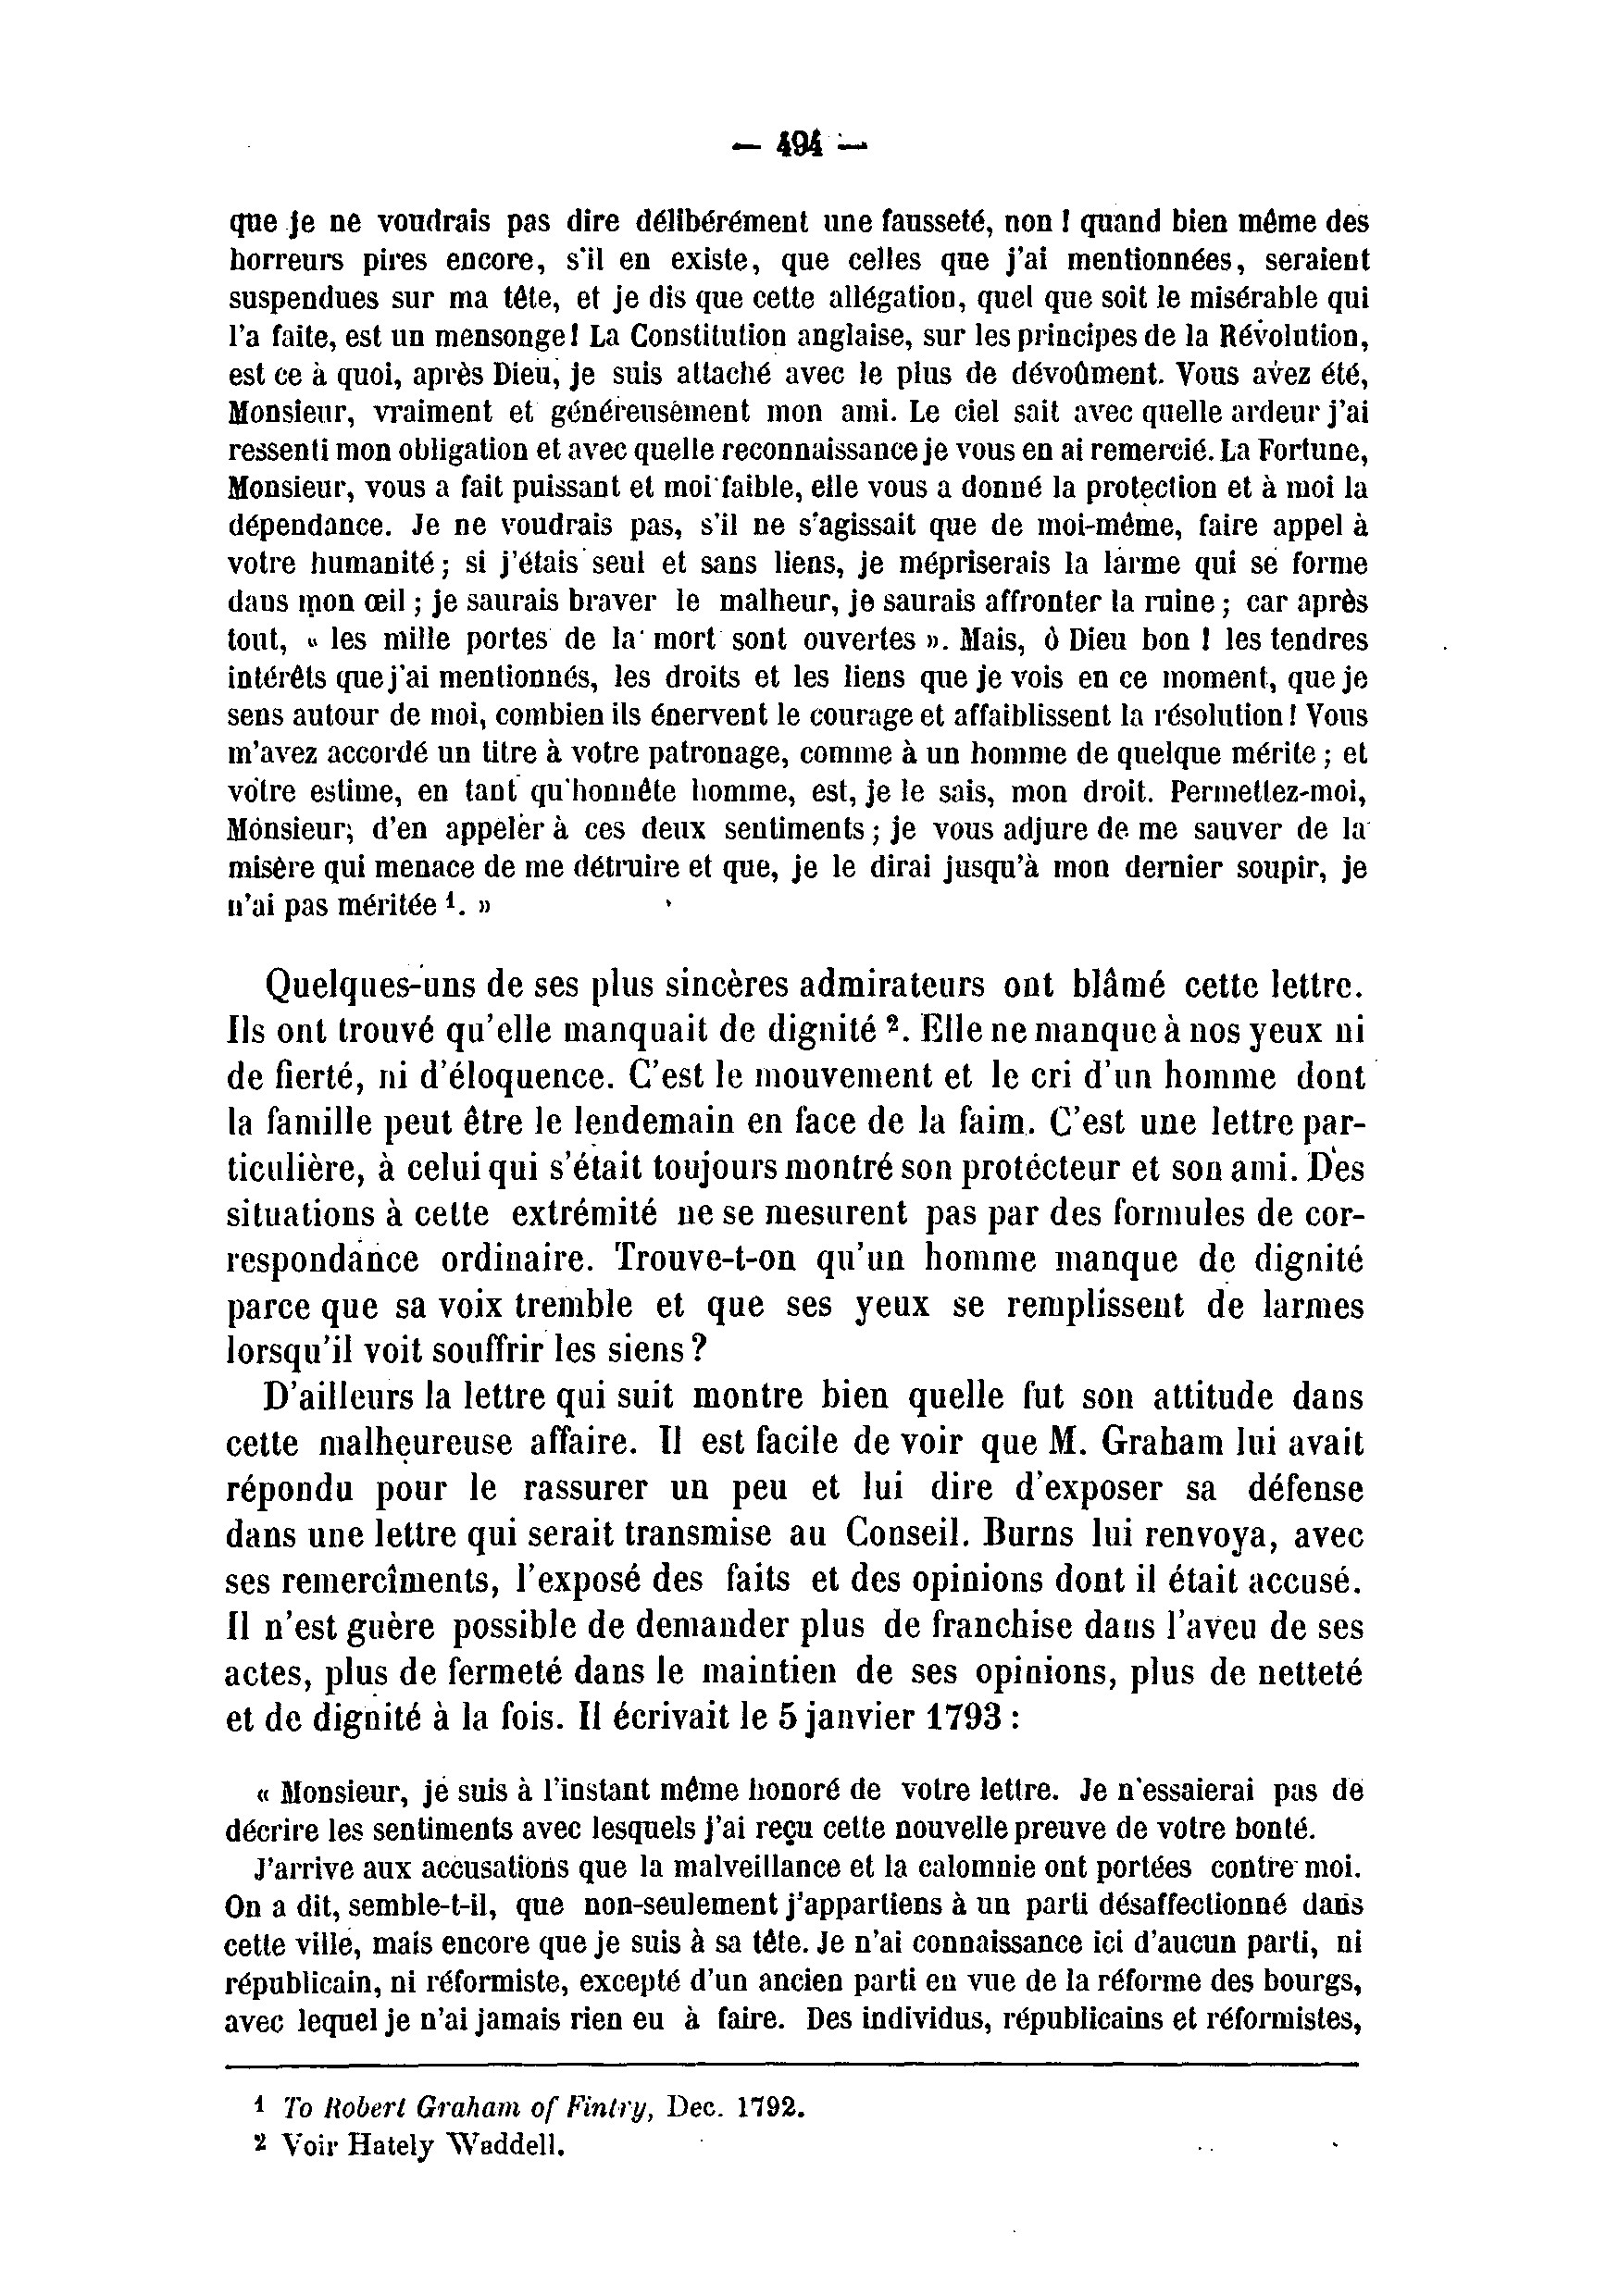 — 494 —
que je ne voudrais pas dire délibérément une fausseté, non ! quand bien même des
horreurs pires encore, s'il en existe, que celles que j'ai mentionnées, seraient
suspendues sur ma tête, et je dis que cette allégation, quel que soit le misérable qui
l'a faite, est un mensonge ! La Constitution anglaise, sur les principes de la Révolution,
est ce à quoi, après Dieu, je suis attaché avec le plus de dévoûment. Vous avez été,
Monsieur, vraiment et généreusement mon ami. Le ciel sait avec quelle ardeur j'ai
ressenti mon obligation et avec quelle reconnaissance je vous en ai remercié. La Fortune,
Monsieur, vous a fait puissant et moi faible, elle vous a donné la protection et à moi la
dépendance. Je ne voudrais pas, s'il ne s'agissait que de moi-même, faire appel à
votre humanité ; si j'étais seul et sans liens, je mépriserais la larme qui se forme
dans mon œil ; je saurais braver le malheur, je saurais affronter la ruine ; car après
tout, « les mille portes de la mort sont ouvertes ». Mais, ô Dieu bon ! les tendres
intérêts que j'ai mentionnés, les droits et les liens que je vois en ce moment, que je
sens autour de moi, combien ils énervent le courage et affaiblissent la résolution ! Vous
m'avez accordé un titre à votre patronage, comme à un homme de quelque mérite ; et
votre estime, en tant qu'honnête homme, est, je le sais, mon droit. Permettez-moi,
Monsieur, d'en appeler à ces deux sentiments ; je vous adjure de me sauver de la
misère qui menace de me détruire et que, je le dirai jusqu'à mon dernier soupir, je
n'ai pas méritée ¹. »
Quelques-uns de ses plus sincères admirateurs ont blâmé cette lettre.
Ils ont trouvé qu'elle manquait de dignité ². Elle ne manque à nos yeux ni
de fierté, ni d'éloquence. C'est le mouvement et le cri d'un homme dont
la famille peut être le lendemain en face de la faim. C'est une lettre par-
ticulière, à celui qui s'était toujours montré son protecteur et son ami. Des
situations à cette extrémité ne se mesurent pas par des formules de cor-
respondance ordinaire. Trouve-t-on qu'un homme manque de dignité
parce que sa voix tremble et que ses yeux se remplissent de larmes
lorsqu'il voit souffrir les siens ?
D'ailleurs la lettre qui suit montre bien quelle fut son attitude dans
cette malheureuse affaire. Il est facile de voir que M. Graham lui avait
répondu pour le rassurer un peu et lui dire d'exposer sa défense
dans une lettre qui serait transmise au Conseil. Burns lui renvoya, avec
ses remercîments, l'exposé des faits et des opinions dont il était accusé.
Il n'est guère possible de demander plus de franchise dans l'aveu de ses
actes, plus de fermeté dans le maintien de ses opinions, plus de netteté
et de dignité à la fois. Il écrivait le 5 janvier 1793 :
« Monsieur, je suis à l'instant même honoré de votre lettre. Je n'essaierai pas de
décrire les sentiments avec lesquels j'ai reçu cette nouvelle preuve de votre bonté.
J'arrive aux accusations que la malveillance et la calomnie ont portées contre moi.
On a dit, semble-t-il, que non-seulement j'appartiens à un parti désaffectionné dans
cette ville, mais encore que je suis à sa tête. Je n'ai connaissance ici d'aucun parti, ni
républicain, ni réformiste, excepté d'un ancien parti en vue de la réforme des bourgs,
avec lequel je n'ai jamais rien eu à faire. Des individus, républicains et réformistes,
¹ To Robert Graham of Fintry, Dec. 1792.
² Voir Hately Waddell.